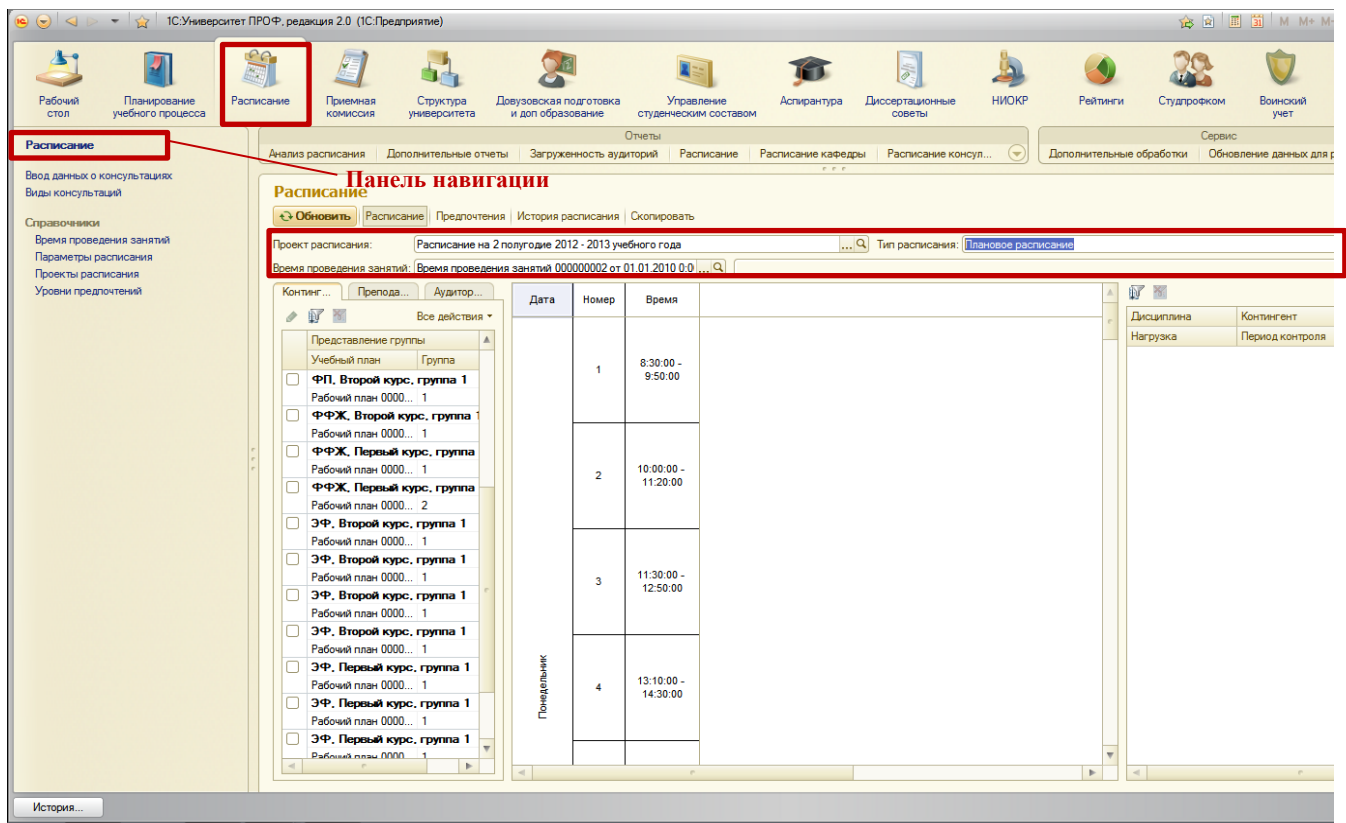 1С:Университет ПРОФ, редакция 2.0 (1С:Предприятие)
M M+ M-
Рабочий стол
Планирование учебного процесса
Расписание
Приемная комиссия
Структура университета
Довузовская подготовка и доп образование
Управление студенческим составом
Аспирантура
Диссертационные советы
НИОКР
Рейтинги
Студпрофком
Воинский учет
Расписание
Ввод данных о консультациях
Виды консультаций
Справочники
Время проведения занятий
Параметры расписания
Проекты расписания
Уровни предпочтений
Отчеты
Анализ расписания Дополнительные отчеты Загруженность аудиторий Расписание Расписание кафедры Расписание консул...
Сервис
Дополнительные обработки Обновление данных для р
Панель навигации
Расписание
Обновить Расписание Предпочтения История расписания Скопировать
Проект расписания: Расписание на 2 полугодие 2012 - 2013 учебного года ... Тип расписания: Плановое расписание
Время проведения занятий: Время проведения занятий 000000002 от 01.01.2010 0:0 ...
Континг... Препода... Аудитор...
Все действия
Представление группы
Учебный план Группа
ФП, Второй курс, группа 1
Рабочий план 0000... 1
ФФЖ, Второй курс, группа 1
Рабочий план 0000... 1
ФФЖ, Первый курс, группа
Рабочий план 0000... 1
ФФЖ, Первый курс, группа
Рабочий план 0000... 2
ЭФ, Второй курс, группа 1
Рабочий план 0000... 1
ЭФ, Второй курс, группа 1
Рабочий план 0000... 1
ЭФ, Второй курс, группа 1
Рабочий план 0000... 1
ЭФ, Второй курс, группа 1
Рабочий план 0000... 1
ЭФ, Первый курс, группа 1
Рабочий план 0000... 1
ЭФ, Первый курс, группа 1
Рабочий план 0000... 1
ЭФ, Первый курс, группа 1
Рабочий план 0000... 1
Дата Номер Время
Понедельник
1 8:30:00 - 9:50:00
2 10:00:00 - 11:20:00
3 11:30:00 - 12:50:00
4 13:10:00 - 14:30:00
Дисциплина Контингент
Нагрузка Период контроля
История...